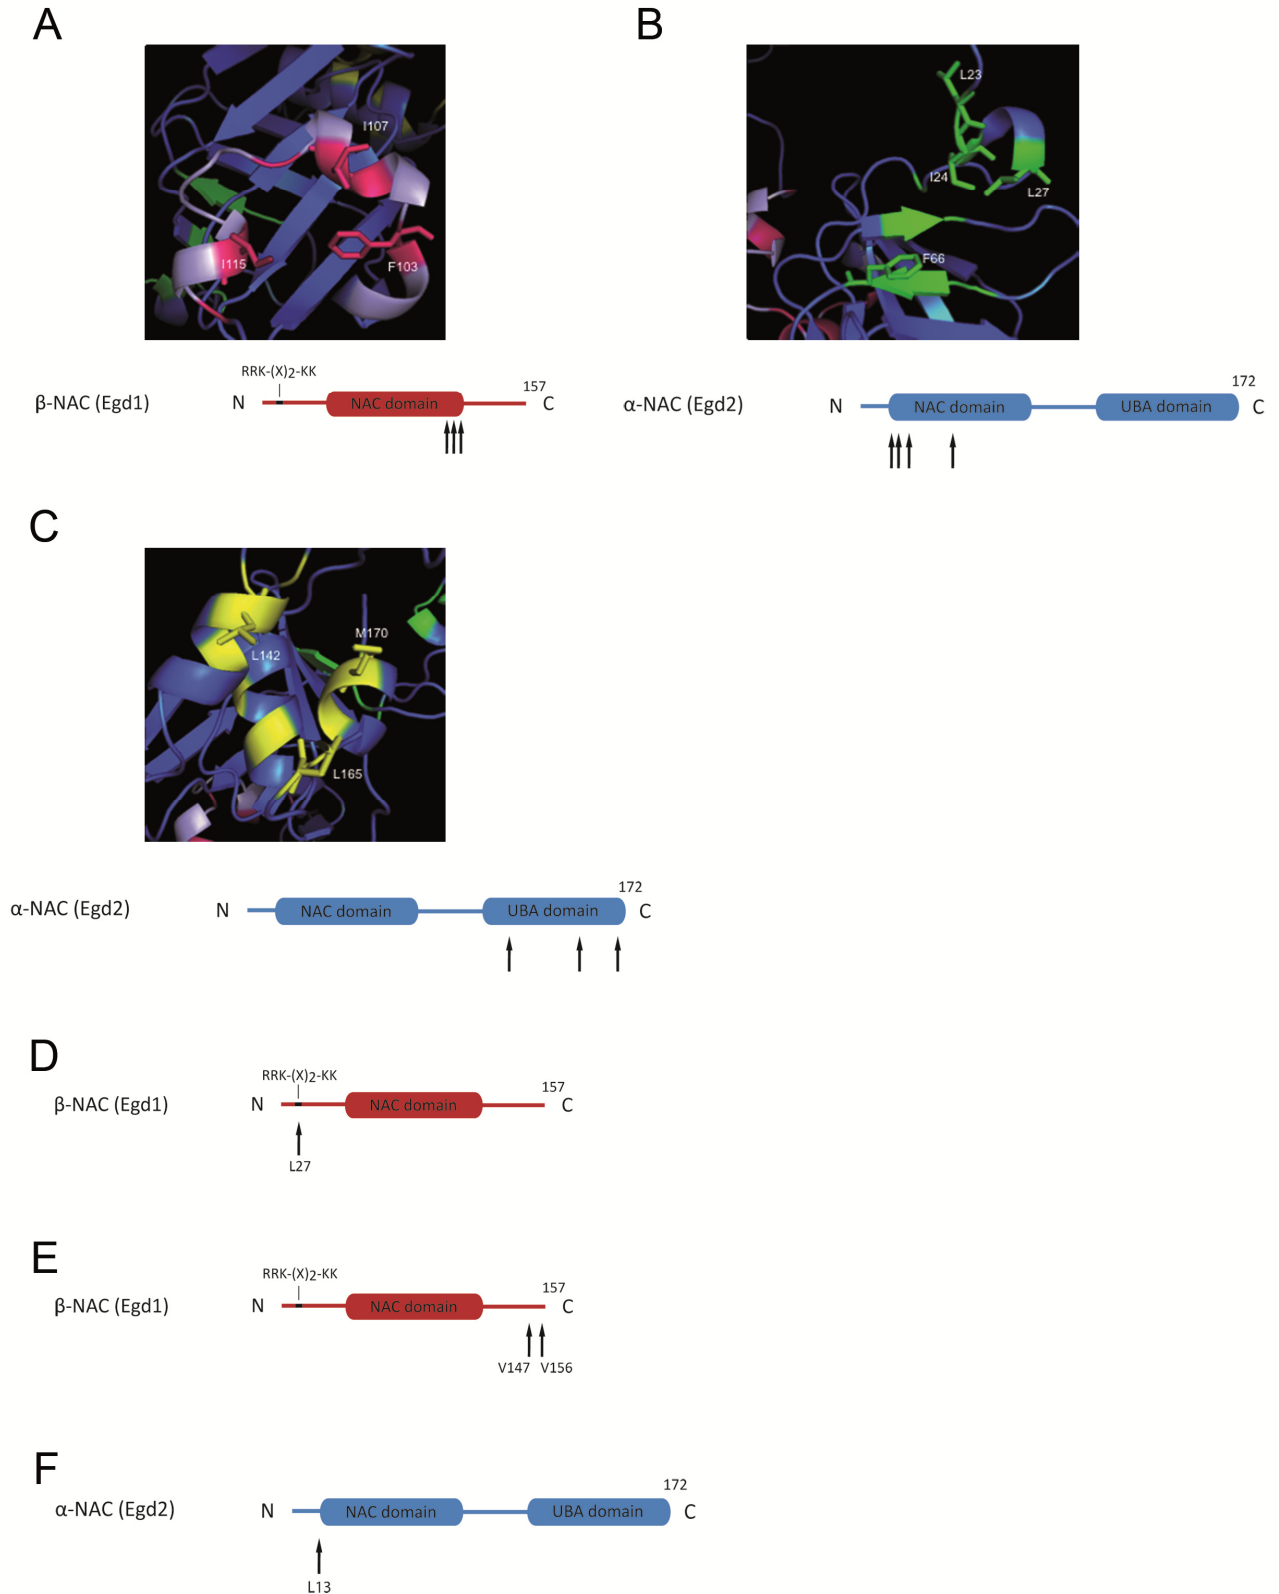 A
B
I107
I115
F103
L23
I24
L27
F66
RRK-(X)2-KK
β-NAC (Egd1) N NAC domain 157 C
α-NAC (Egd2) N NAC domain UBA domain 172 C
C
M170
L142
L165
α-NAC (Egd2) N NAC domain UBA domain 172 C
D
RRK-(X)2-KK
β-NAC (Egd1) N NAC domain 157 C
L27
E
RRK-(X)2-KK
β-NAC (Egd1) N NAC domain 157 C
V147 V156
F
α-NAC (Egd2) N NAC domain UBA domain 172 C
L13